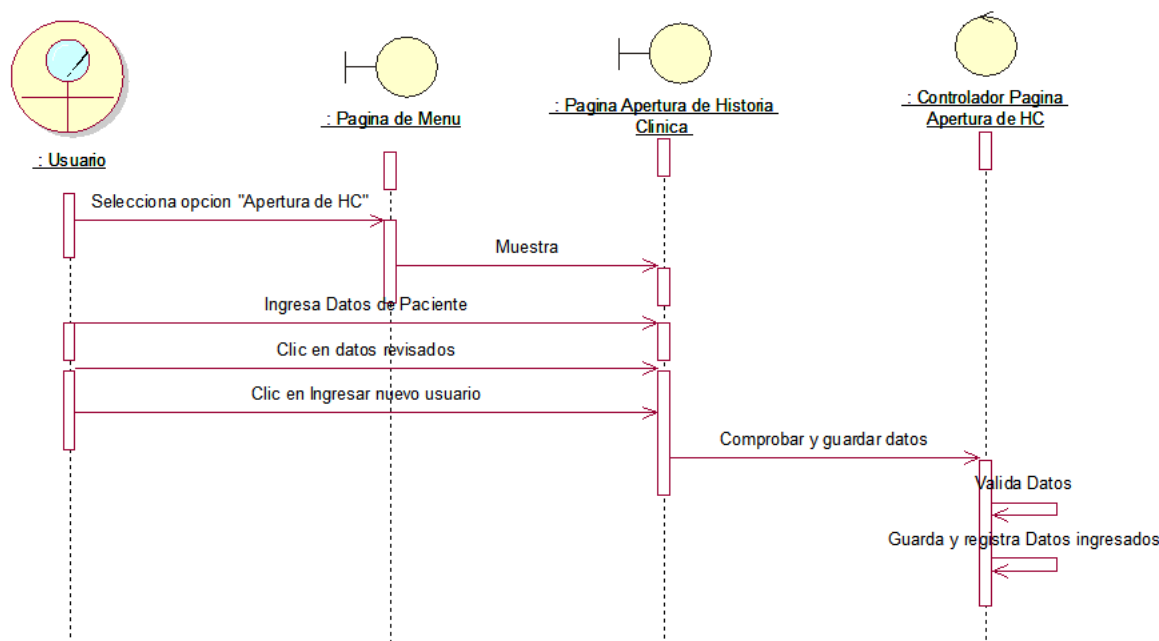 : Usuario
: Pagina de Menu
: Pagina Apertura de Historia
Clinica
: Controlador Pagina
Apertura de HC
Selecciona opcion "Apertura de HC"
Muestra
Ingresa Datos de Paciente
Clic en datos revisados
Clic en Ingresar nuevo usuario
Comprobar y guardar datos
Valida Datos
Guarda y registra Datos ingresados